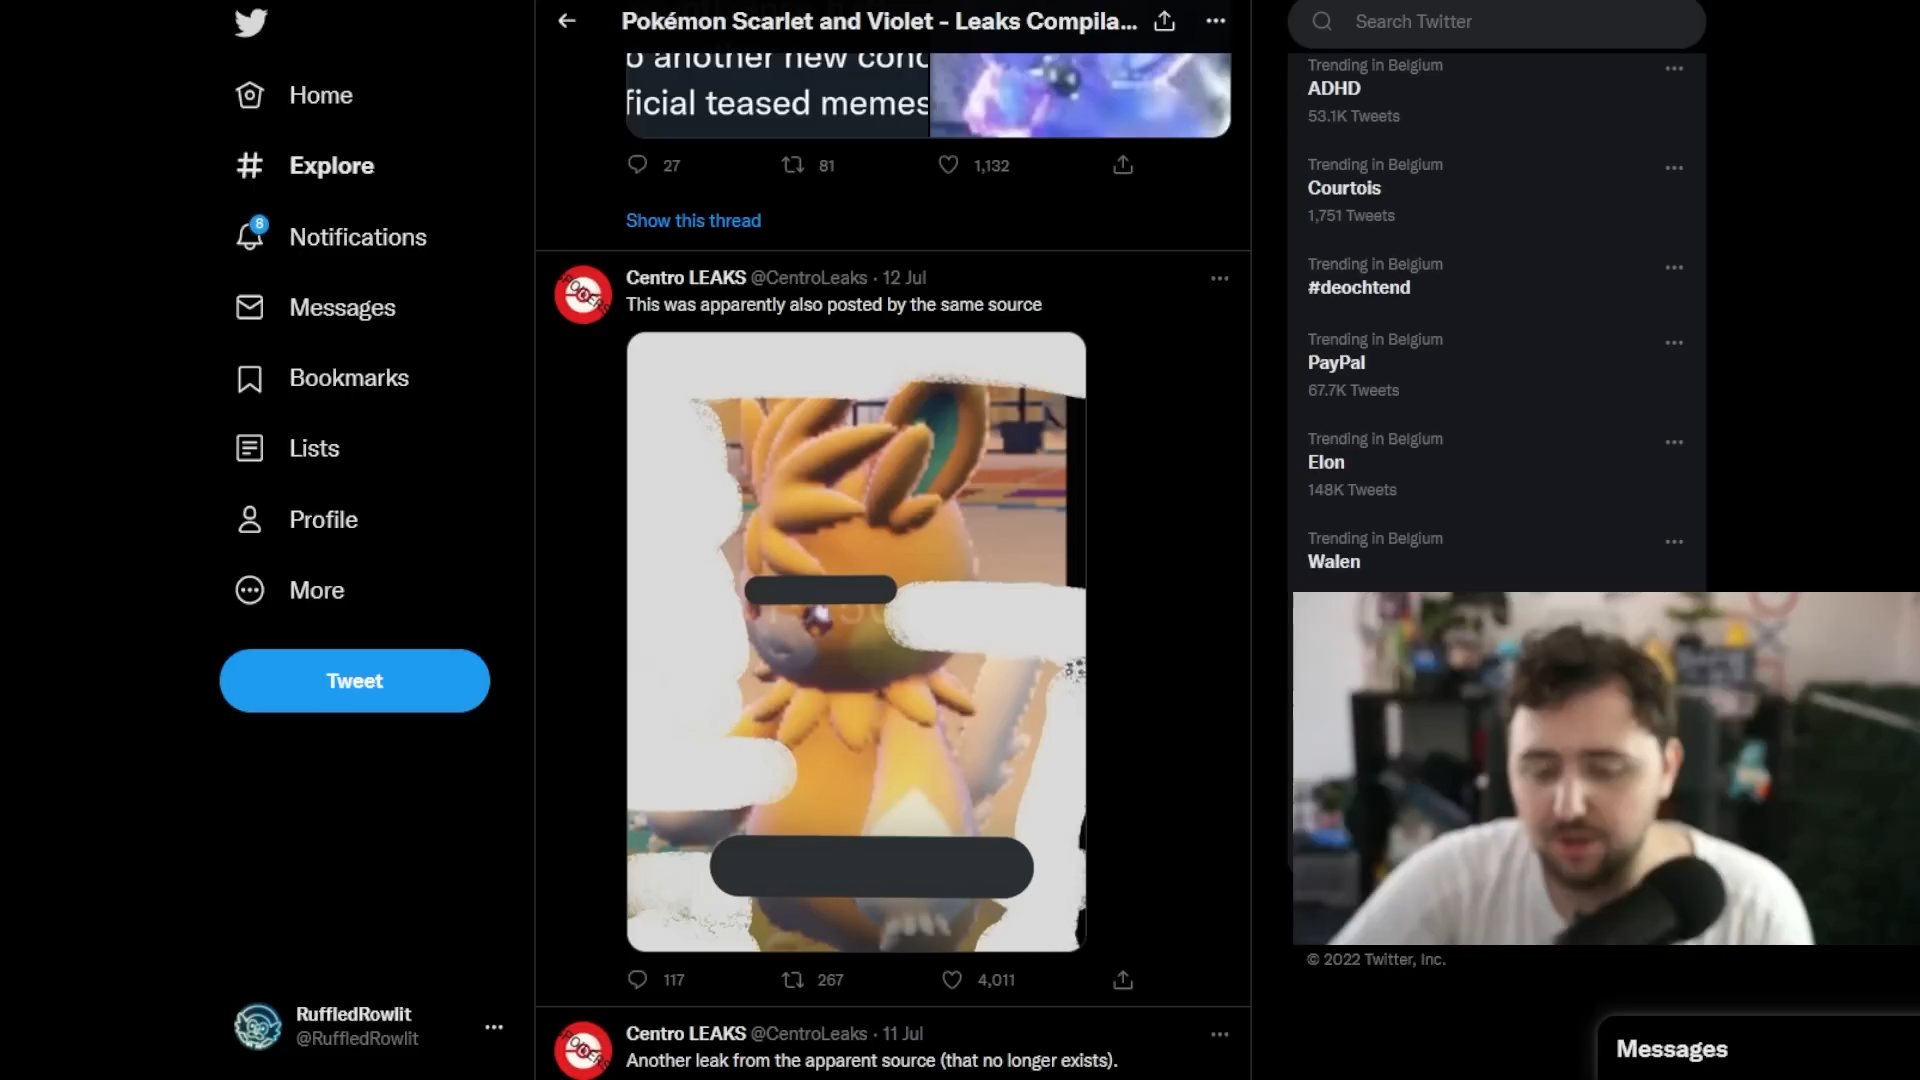 Pokémon Scarlet and Violet - Leaks Compila...
Search Twitter
Home
Explore
8
Notifications
Messages
Bookmarks
Lists
Profile
More
Tweet
RuffledRowlit
@RuffledRowlit
o another new conc
ficial teased memes
27
81
1,132
Show this thread
Centro LEAKS @CentroLeaks · 12 Jul
This was apparently also posted by the same source
117
267
4,011
Centro LEAKS @CentroLeaks · 11 Jul
Another leak from the apparent source (that no longer exists).
Trending in Belgium
ADHD
53.1K Tweets
Trending in Belgium
Courtois
1,751 Tweets
Trending in Belgium
#deochtend
Trending in Belgium
PayPal
67.7K Tweets
Trending in Belgium
Elon
148K Tweets
Trending in Belgium
Walen
© 2022 Twitter, Inc.
Messages